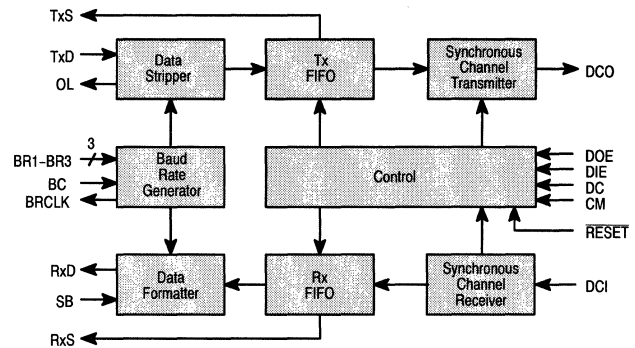 TxS
TxD
OL
Data
Stripper
Tx
FIFO
Synchronous
Channel
Transmitter
DCO
3
BR1–BR3
BC
BRCLK
Baud
Rate
Generator
Control
DOE
DIE
DC
CM
RESET
RxD
SB
Data
Formatter
Rx
FIFO
Synchronous
Channel
Receiver
DCI
RxS